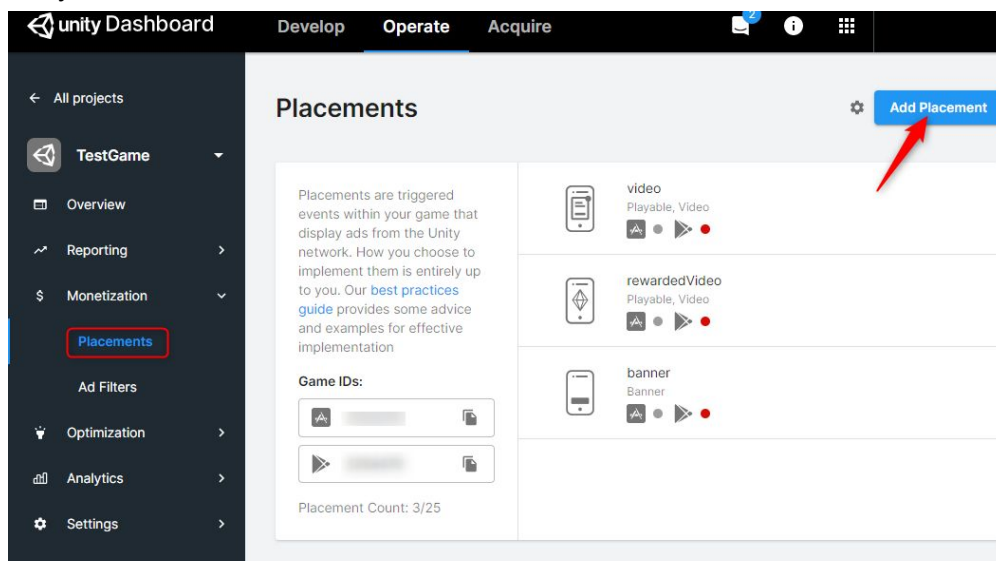 unity Dashboard
Develop
Operate
Acquire
2
← All projects
TestGame
Overview
Reporting
$ Monetization
Placements
Ad Filters
Optimization
Analytics
Settings
Placements
Add Placement
Placements are triggered
events within your game that
display ads from the Unity
network. How you choose to
implement them is entirely up
to you. Our best practices
guide provides some advice
and examples for effective
implementation
Game IDs:
Placement Count: 3/25
video
Playable, Video
rewardedVideo
Playable, Video
banner
Banner